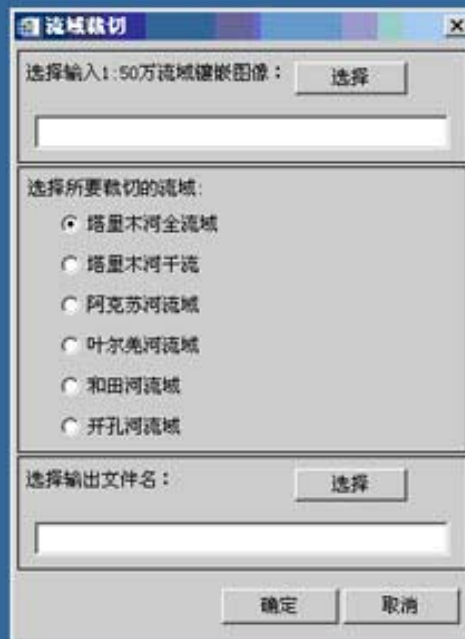 流域裁切
选择输入1:50万流域镶嵌图像：
选择
选择所要裁切的流域:
塔里木河全流域
塔里木河干流
阿克苏河流域
叶尔羌河流域
和田河流域
开孔河流域
选择输出文件名：
选择
确定
取消